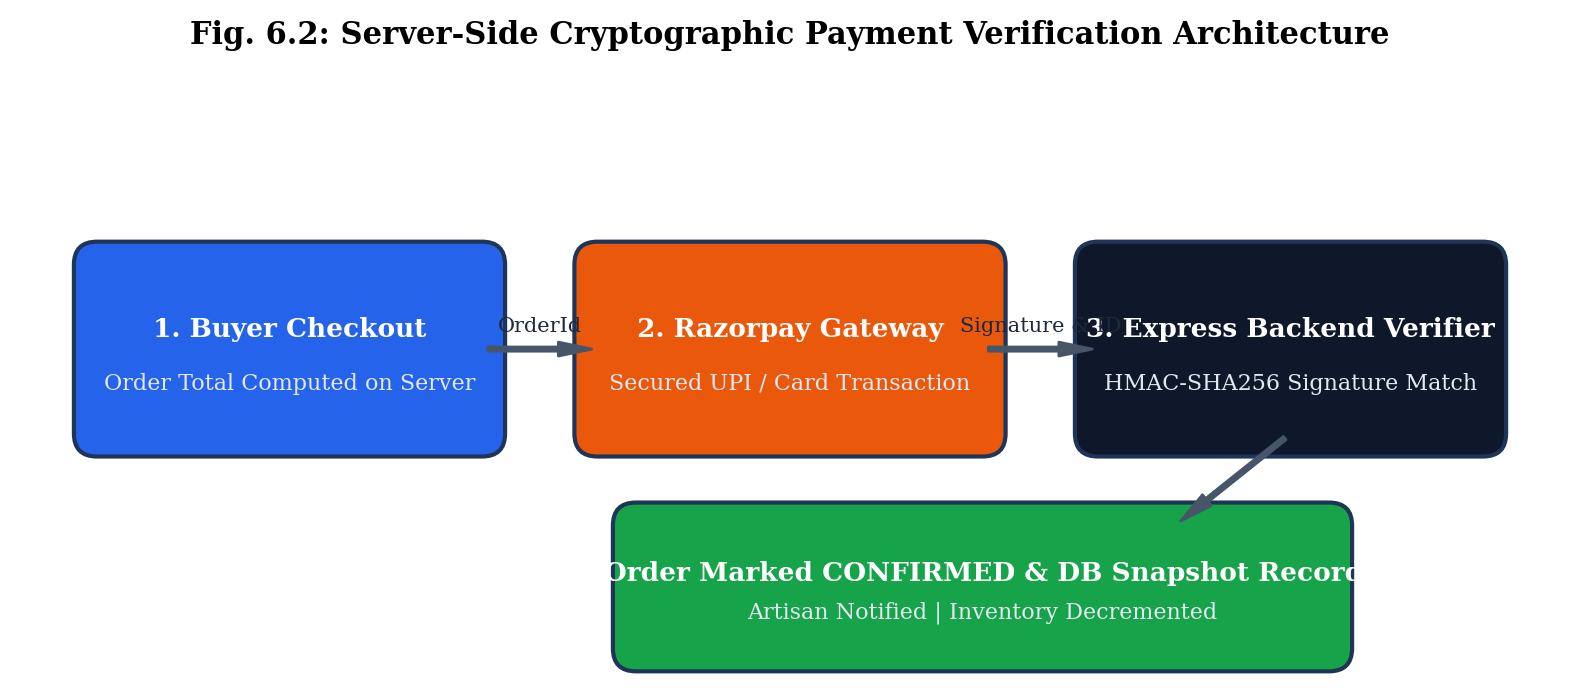 Fig. 6.2: Server-Side Cryptographic Payment Verification Architecture
1. Buyer Checkout
Order Total Computed on Server
OrderId
2. Razorpay Gateway
Secured UPI / Card Transaction
Signature & ID
3. Express Backend Verifier
HMAC-SHA256 Signature Match
Order Marked CONFIRMED & DB Snapshot Record
Artisan Notified | Inventory Decremented